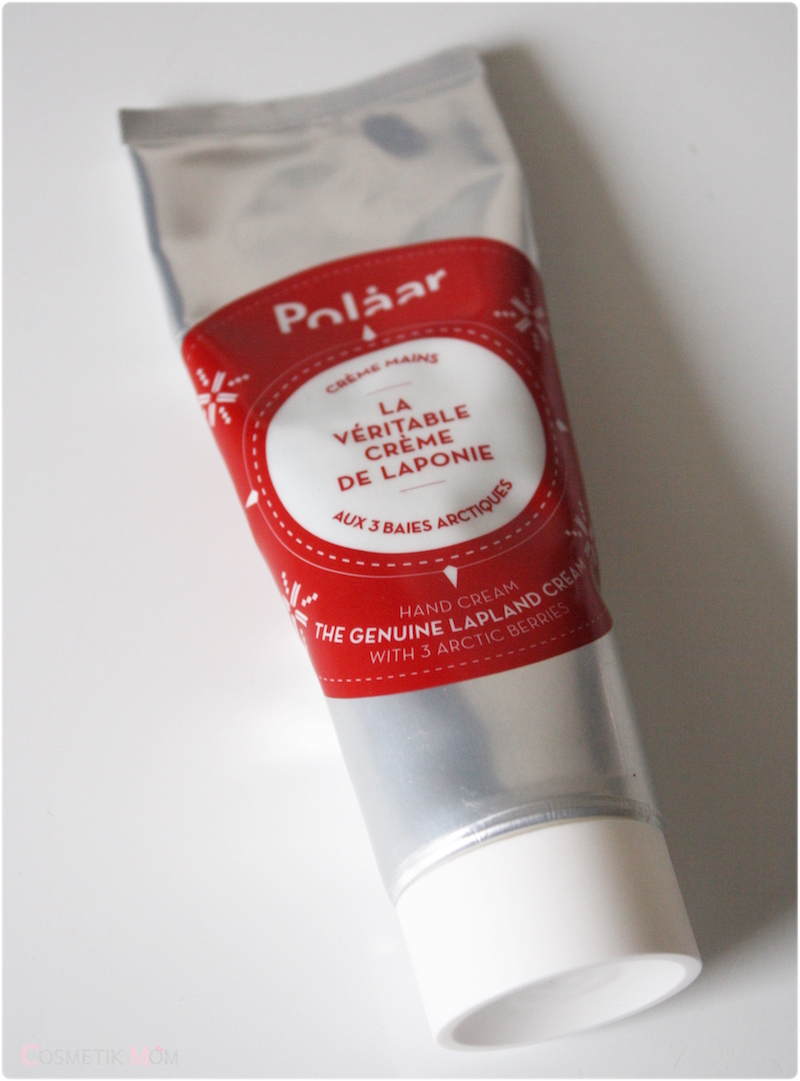 Polåar
CRÈME MAINS
LA
VÉRITABLE
CRÈME
DE LAPONIE
AUX 3 BAIES ARCTIQUES
HAND CREAM
THE GENUINE LAPLAND CREAM
WITH 3 ARCTIC BERRIES
COSMETIK MOM